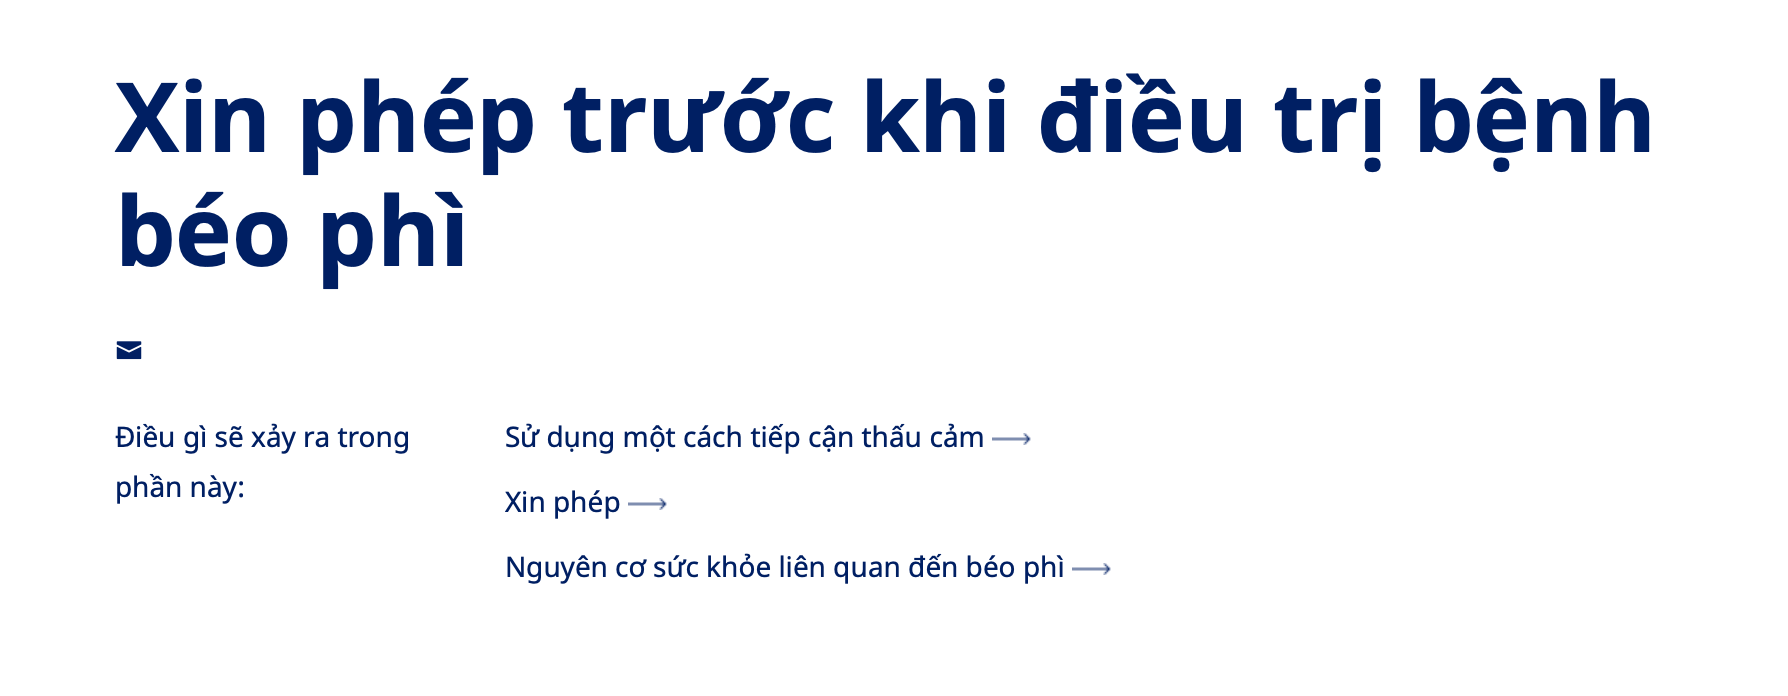 Xin phép trước khi điều trị bệnh
béo phì
Điều gì sẽ xảy ra trong
phần này:
Sử dụng một cách tiếp cận thấu cảm
Xin phép
Nguyên cơ sức khỏe liên quan đến béo phì